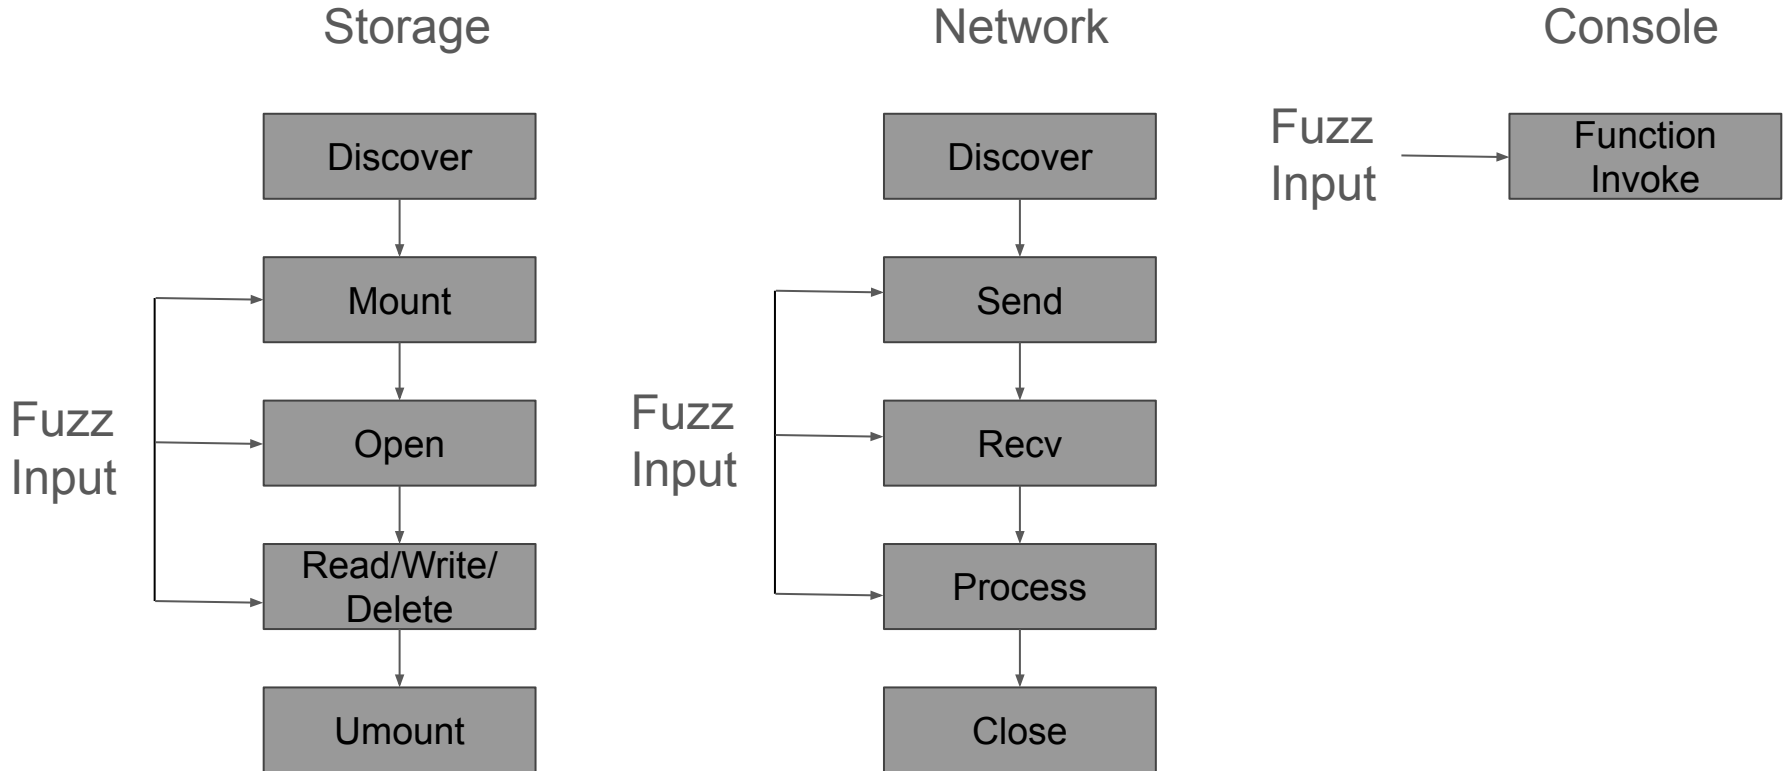 Storage
Discover
Mount
Open
Read/Write/
Delete
Umount
Fuzz
Input
Network
Discover
Send
Recv
Process
Close
Fuzz
Input
Console
Fuzz
Input
Function
Invoke